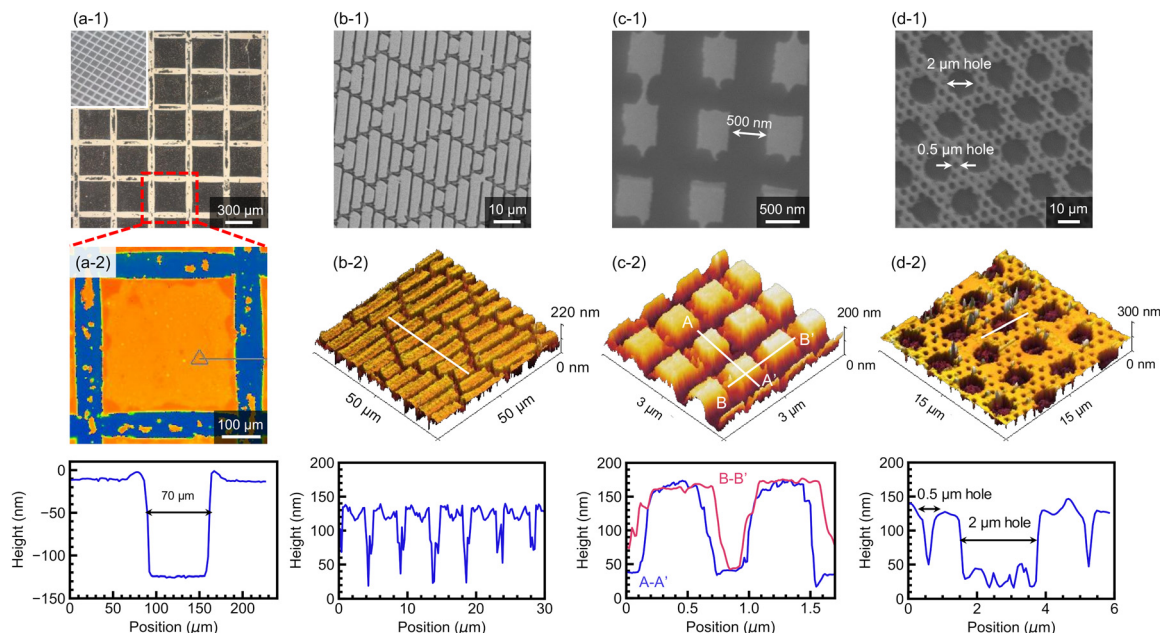 (a-1)
(b-1)
(c-1)
(d-1)
300 µm
10 µm
500 nm
500 nm
2 µm hole
0.5 µm hole
10 µm
(a-2)
100 µm
(b-2)
220 nm
0 nm
50 µm
50 µm
(c-2)
A
B'
A'
B
200 nm
0 nm
3 µm
3 µm
(d-2)
300 nm
0 nm
15 µm
15 µm
Height (nm)
0
−50
−100
−150
70 µm
0 50 100 150 200
Position (µm)
Height (nm)
200
150
100
50
0
0 10 20 30
Position (µm)
Height (nm)
200
150
100
50
0
B-B’
A-A’
0.0 0.5 1.0 1.5
Position (µm)
Height (nm)
200
150
100
50
0
0.5 µm hole
2 µm hole
0 2 4 6
Position (µm)